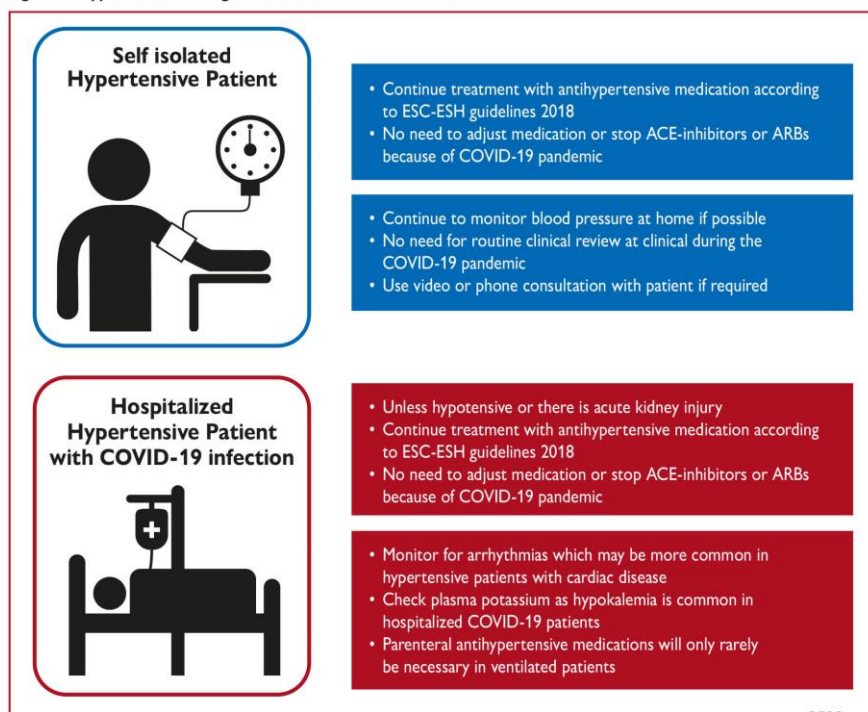 Self isolated
Hypertensive Patient
• Continue treatment with antihypertensive medication according
to ESC-ESH guidelines 2018
• No need to adjust medication or stop ACE-inhibitors or ARBs
because of COVID-19 pandemic
• Continue to monitor blood pressure at home if possible
• No need for routine clinical review at clinical during the
COVID-19 pandemic
• Use video or phone consultation with patient if required
Hospitalized
Hypertensive Patient
with COVID-19 infection
• Unless hypotensive or there is acute kidney injury
• Continue treatment with antihypertensive medication according
to ESC-ESH guidelines 2018
• No need to adjust medication or stop ACE-inhibitors or ARBs
because of COVID-19 pandemic
• Monitor for arrhythmias which may be more common in
hypertensive patients with cardiac disease
• Check plasma potassium as hypokalemia is common in
hospitalized COVID-19 patients
• Parenteral antihypertensive medications will only rarely
be necessary in ventilated patients